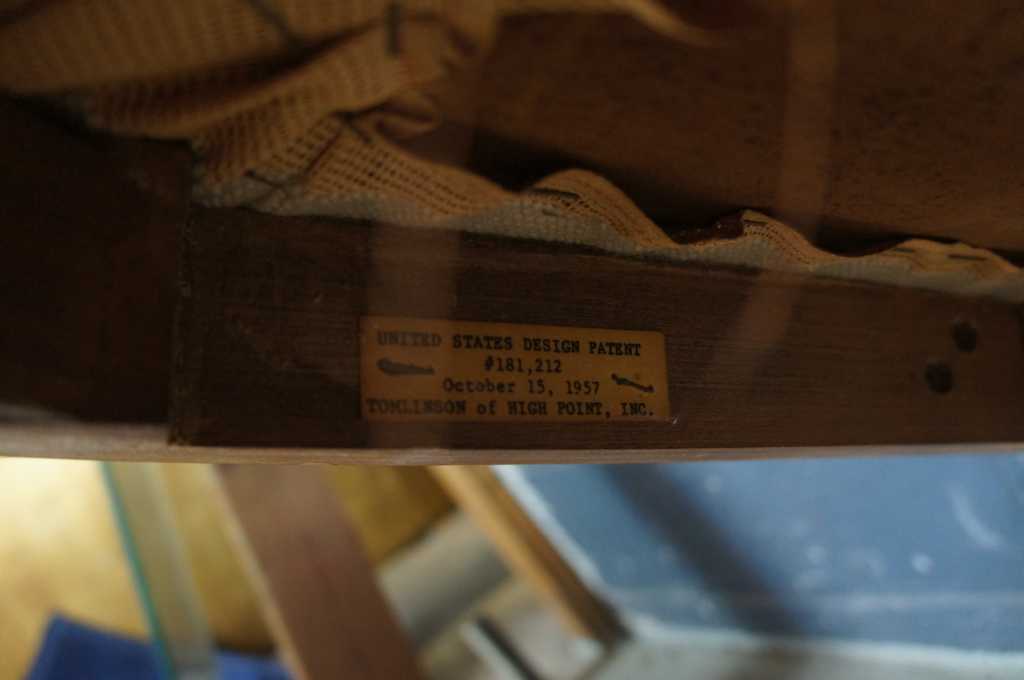 UNITED STATES DESIGN PATENT
#181,212
October 15, 1957
TOMLINSON of HIGH POINT, INC.